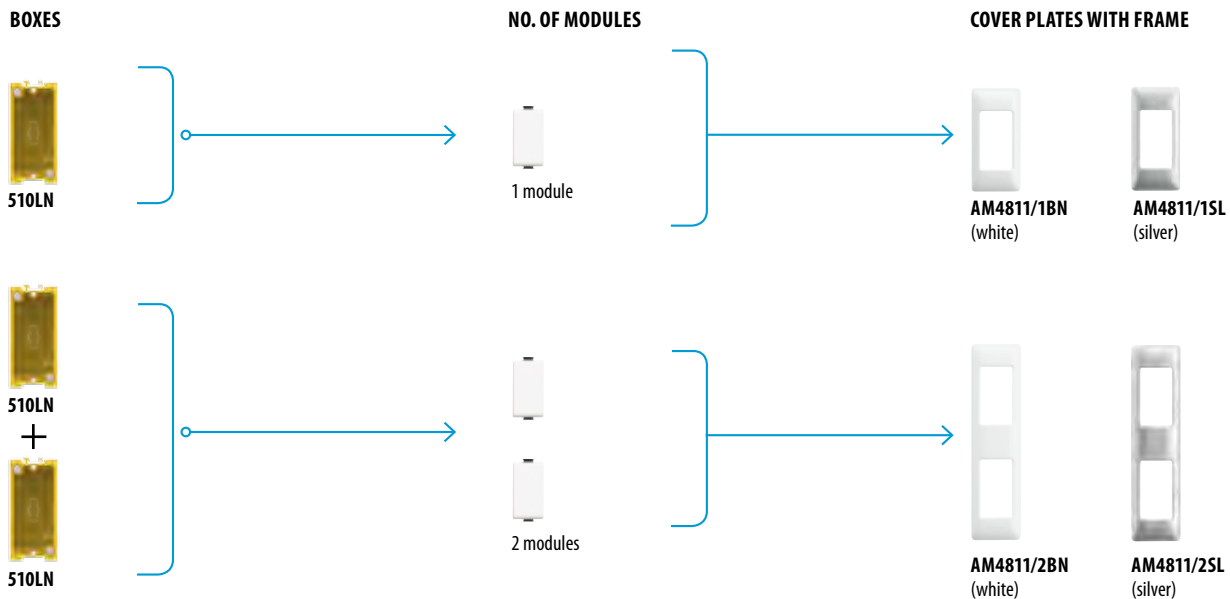 BOXES
NO. OF MODULES
COVER PLATES WITH FRAME
510LN
1 module
AM4811/1BN
(white)
AM4811/1SL
(silver)
510LN
+
510LN
2 modules
AM4811/2BN
(white)
AM4811/2SL
(silver)